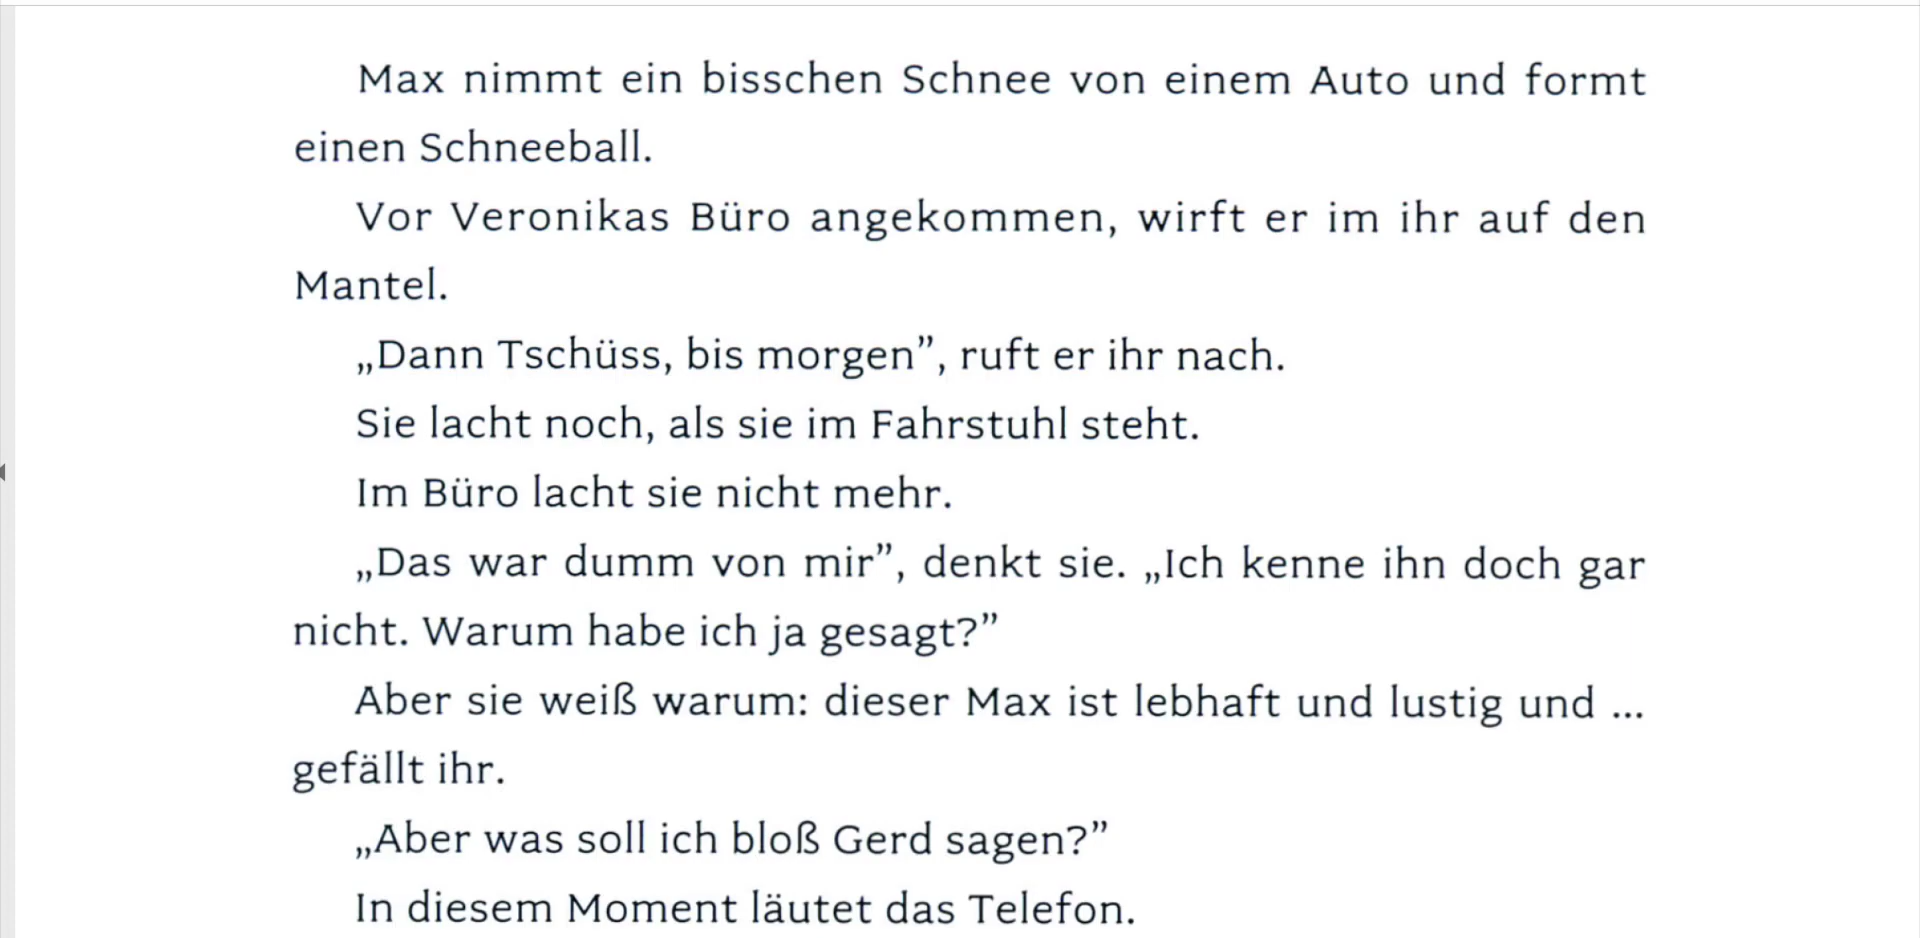 Max nimmt ein bisschen Schnee von einem Auto und formt
einen Schneeball.
Vor Veronikas Büro angekommen, wirft er im ihr auf den
Mantel.
„Dann Tschüss, bis morgen”, ruft er ihr nach.
Sie lacht noch, als sie im Fahrstuhl steht.
Im Büro lacht sie nicht mehr.
„Das war dumm von mir”, denkt sie. „Ich kenne ihn doch gar
nicht. Warum habe ich ja gesagt?”
Aber sie weiß warum: dieser Max ist lebhaft und lustig und ...
gefällt ihr.
„Aber was soll ich bloß Gerd sagen?”
In diesem Moment läutet das Telefon.